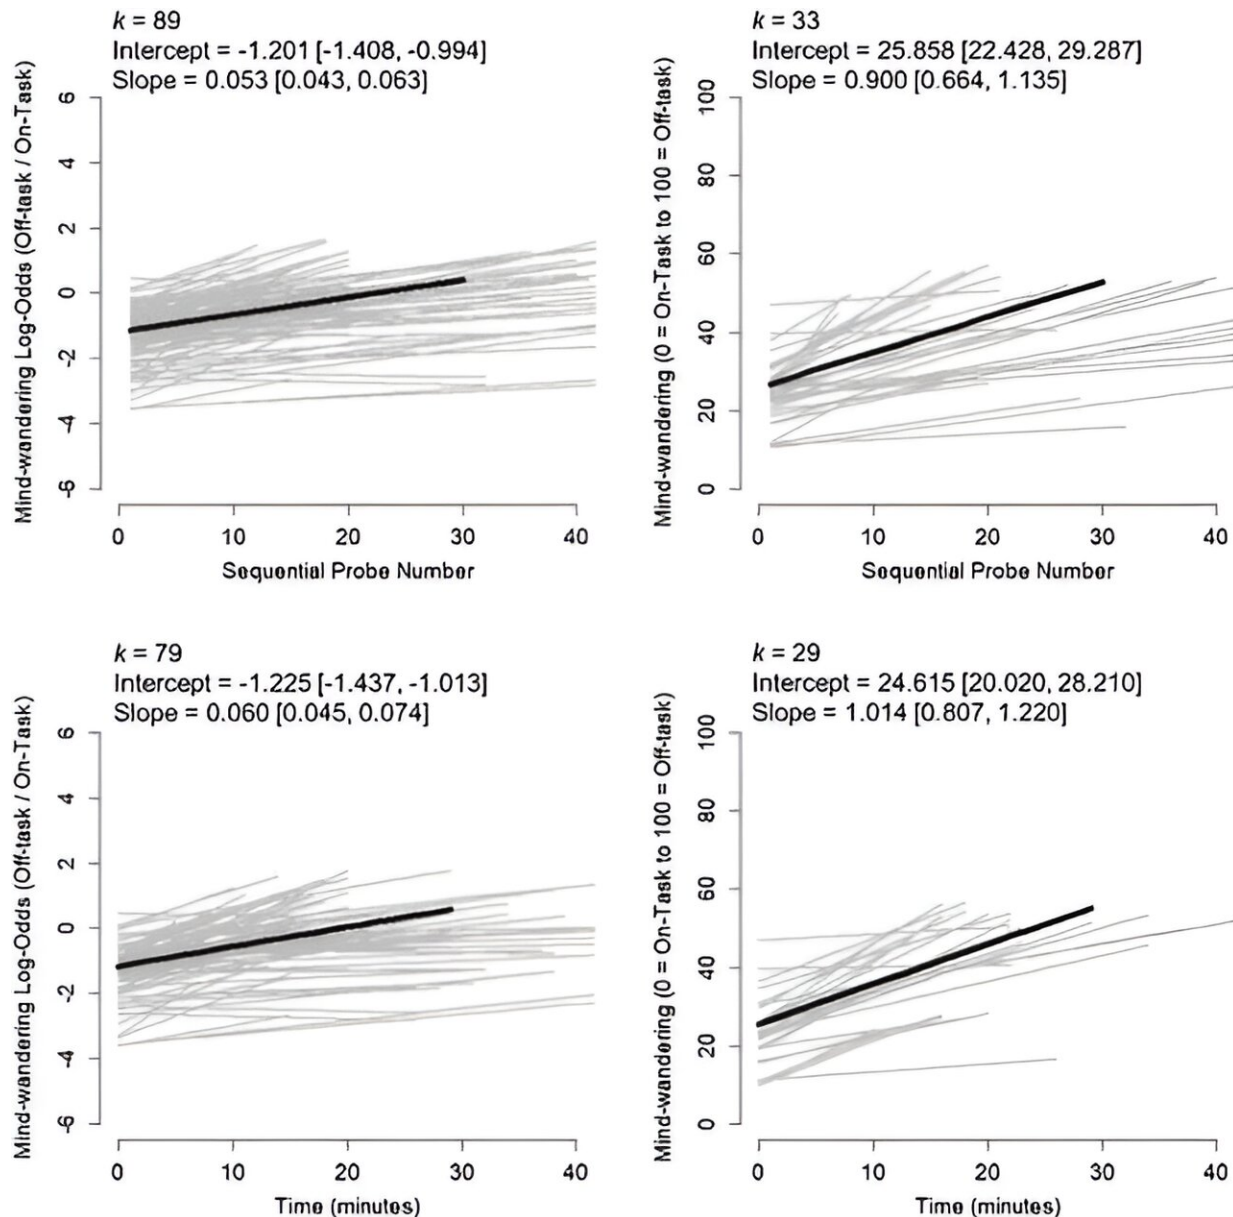 k = 89
Intercept = -1.201 [-1.408, -0.994]
Slope = 0.053 [0.043, 0.063]
Mind-wandering Log-Odds (Off-task / On-Task)
6
4
2
0
-2
-4
-6
0 10 20 30 40
Sequential Probe Number
k = 33
Intercept = 25.858 [22.428, 29.287]
Slope = 0.900 [0.664, 1.135]
Mind-wandering (0 = On-Task to 100 = Off-task)
100
80
60
40
20
0
0 10 20 30 40
Sequential Probe Number
k = 79
Intercept = -1.225 [-1.437, -1.013]
Slope = 0.060 [0.045, 0.074]
Mind-wandering Log-Odds (Off-task / On-Task)
6
4
2
0
-2
-4
-6
0 10 20 30 40
Time (minutes)
k = 29
Intercept = 24.615 [20.020, 28.210]
Slope = 1.014 [0.807, 1.220]
Mind-wandering (0 = On-Task to 100 = Off-task)
100
80
60
40
20
0
0 10 20 30 40
Time (minutes)